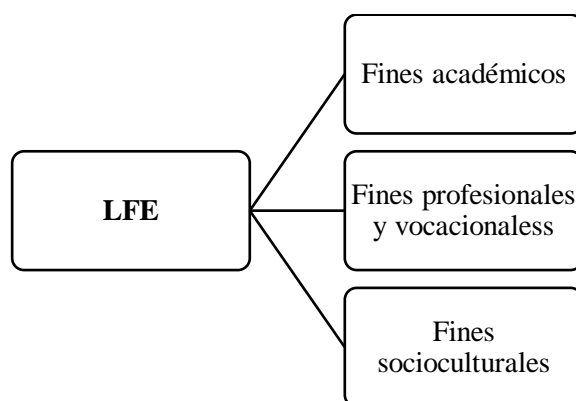 LFE
Fines académicos
Fines profesionales
y vocacionaless
Fines
socioculturales